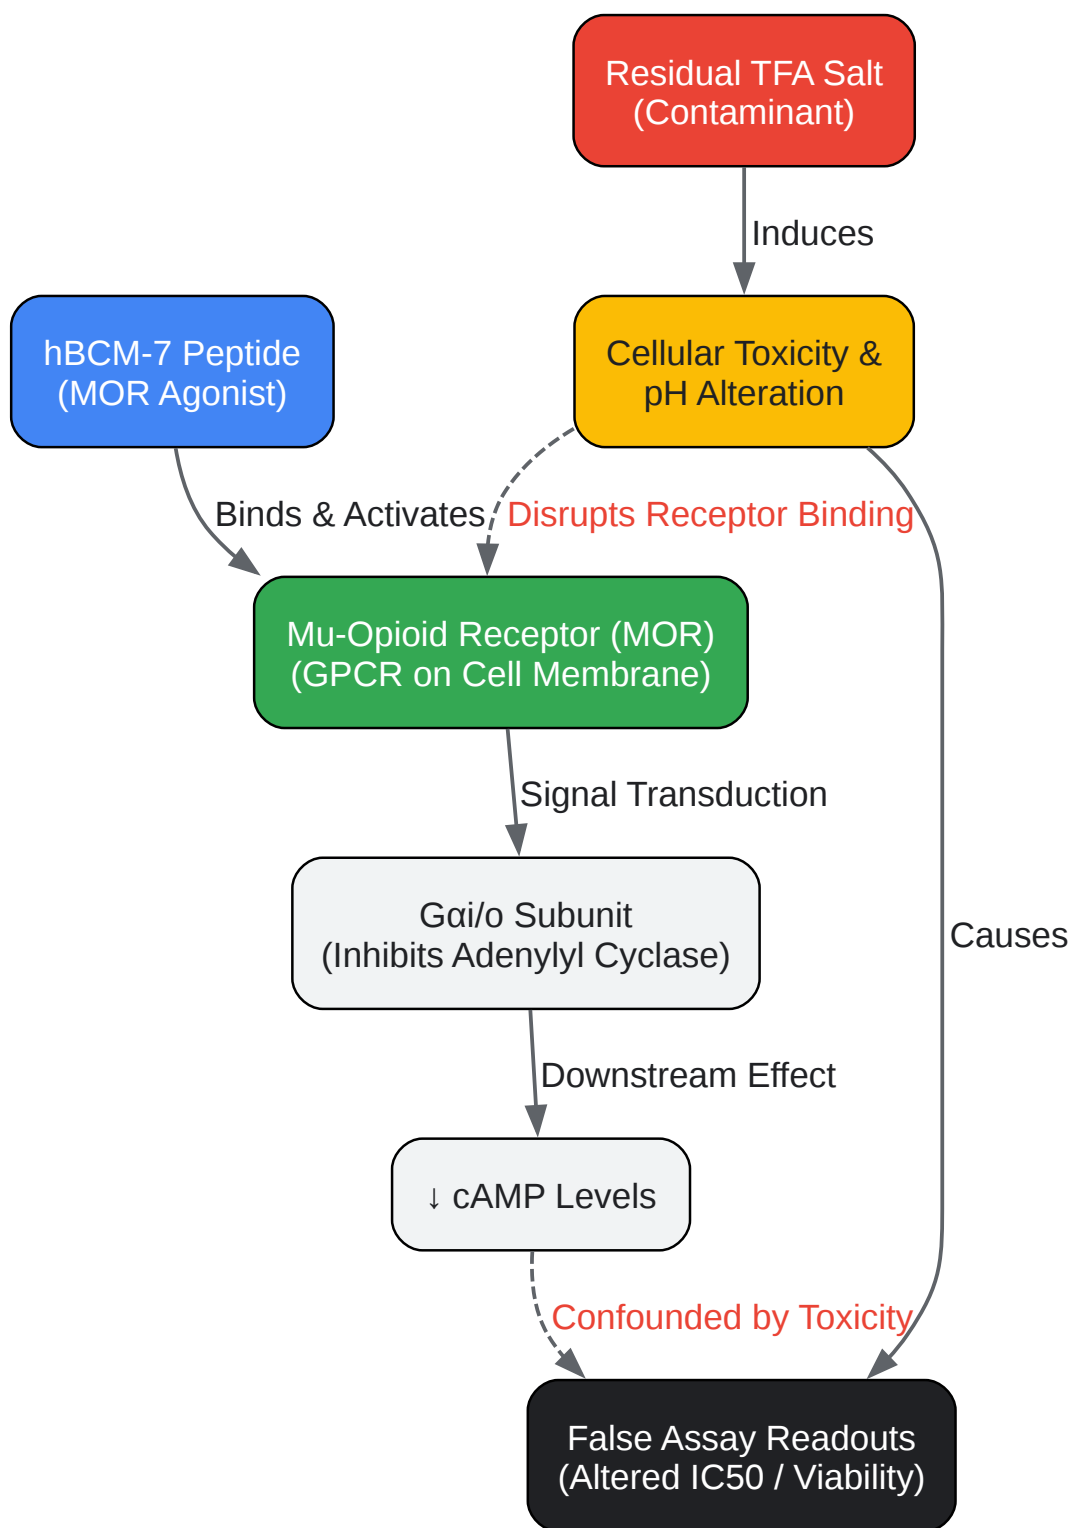 Residual TFA Salt
(Contaminant)
Induces
hBCM-7 Peptide
(MOR Agonist)
Cellular Toxicity &
pH Alteration
Binds & Activates
Disrupts Receptor Binding
Mu-Opioid Receptor (MOR)
(GPCR on Cell Membrane)
Signal Transduction
Gαi/o Subunit
(Inhibits Adenylyl Cyclase)
Causes
Downstream Effect
↓ cAMP Levels
Confounded by Toxicity
False Assay Readouts
(Altered IC50 / Viability)